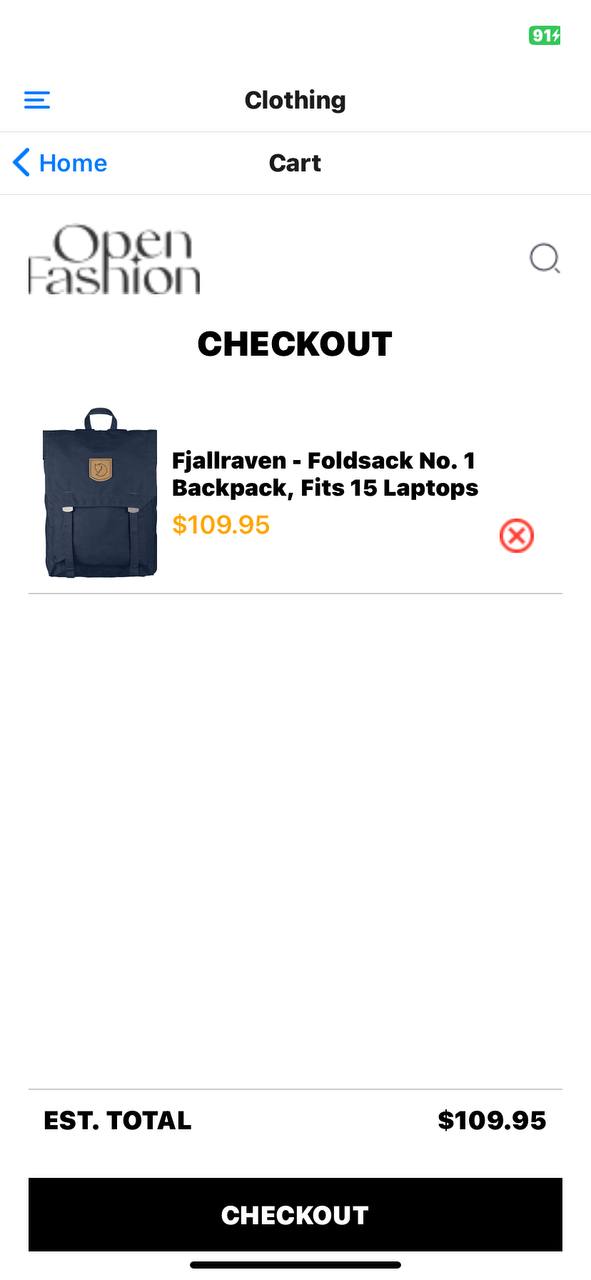 91
Clothing
Home
Cart
Open
Fashion
CHECKOUT
Fjallraven - Foldsack No. 1
Backpack, Fits 15 Laptops
$109.95
EST. TOTAL
$109.95
CHECKOUT